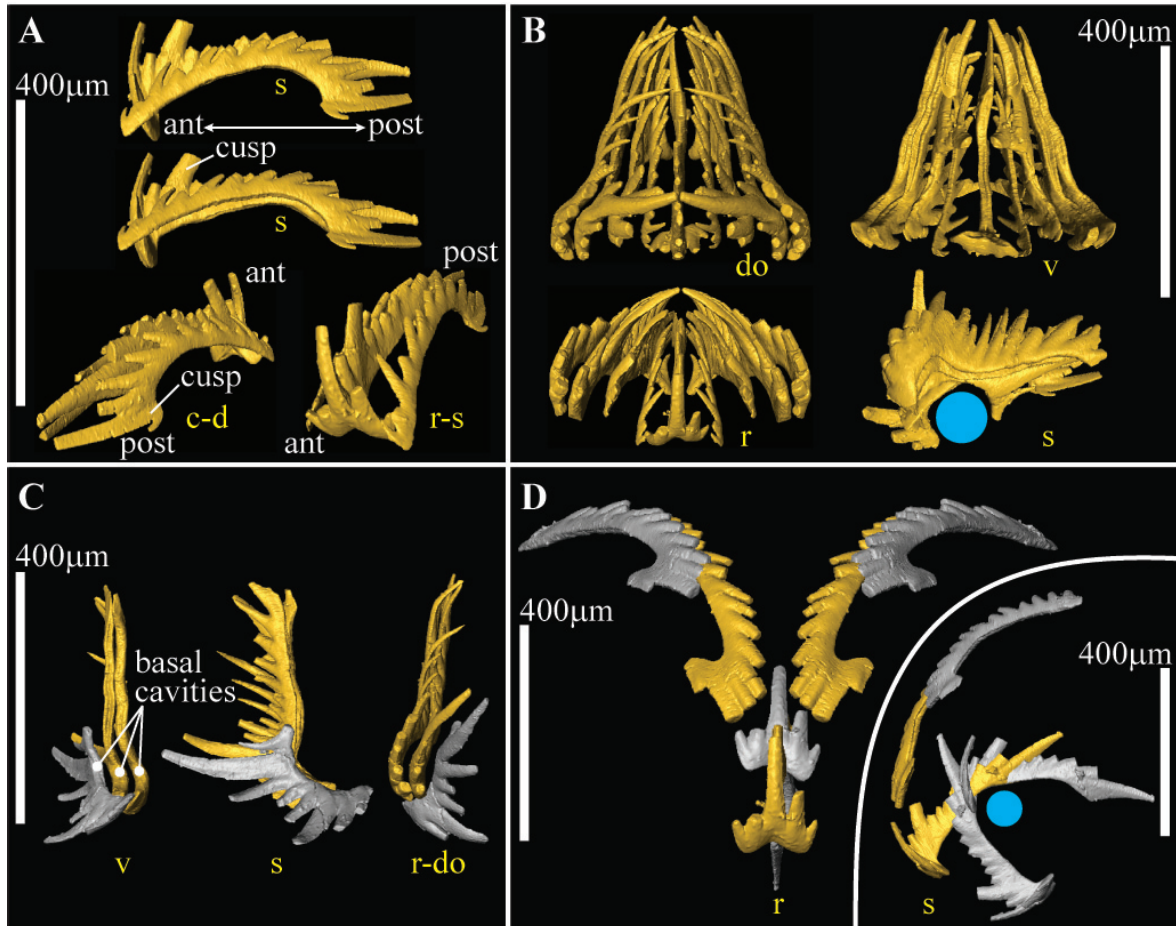 A
400μm
s
ant
post
cusp
s
post
ant
cusp
c-d
r-s
post
ant
B
400μm
do
v
r
s
C
400μm
basal
cavities
v
s
r-do
D
400μm
400μm
r
s